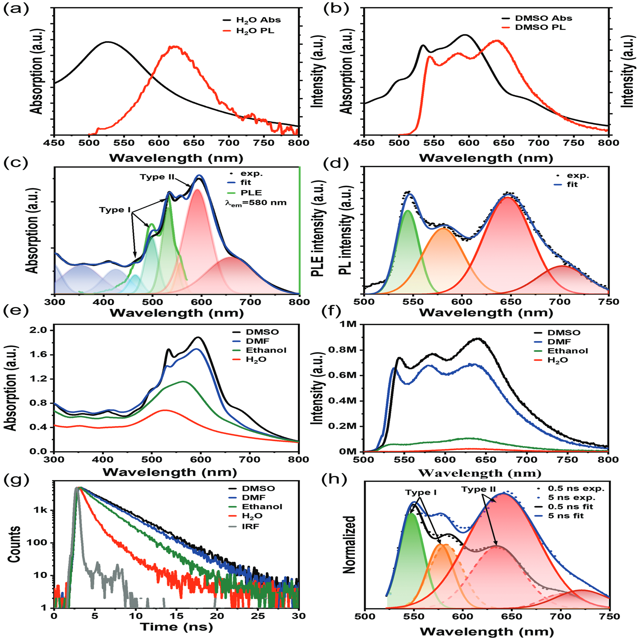 (a)
H₂O Abs
H₂O PL
Absorption (a.u.)
Intensity (a.u.)
450 500 550 600 650 700 750 800
Wavelength (nm)
(b)
DMSO Abs
DMSO PL
Absorption (a.u.)
Intensity (a.u.)
450 500 550 600 650 700 750 800
Wavelength (nm)
(c)
Type II
Type I
exp.
fit
PLE
λem=580 nm
Absorption (a.u.)
PLE intensity (a.u.)
300 400 500 600 700 800
Wavelength (nm)
(d)
exp.
fit
PL intensity (a.u.)
500 550 600 650 700 750
Wavelength (nm)
(e)
DMSO
DMF
Ethanol
H₂O
Absorption (a.u.)
2.0
1.6
1.2
0.8
0.4
0.0
300 400 500 600 700 800
Wavelength (nm)
(f)
DMSO
DMF
Ethanol
H₂O
Intensity (a.u.)
1M
0.8M
0.6M
0.4M
0.2M
0.0
500 550 600 650 700 750 800
Wavelength (nm)
(g)
DMSO
DMF
Ethanol
H₂O
IRF
Counts
1k
100
10
1
0 5 10 15 20 25 30
Time (ns)
(h)
Type I
Type II
0.5 ns exp.
5 ns exp.
0.5 ns fit
5 ns fit
Normalized
500 550 600 650 700 750
Wavelength (nm)